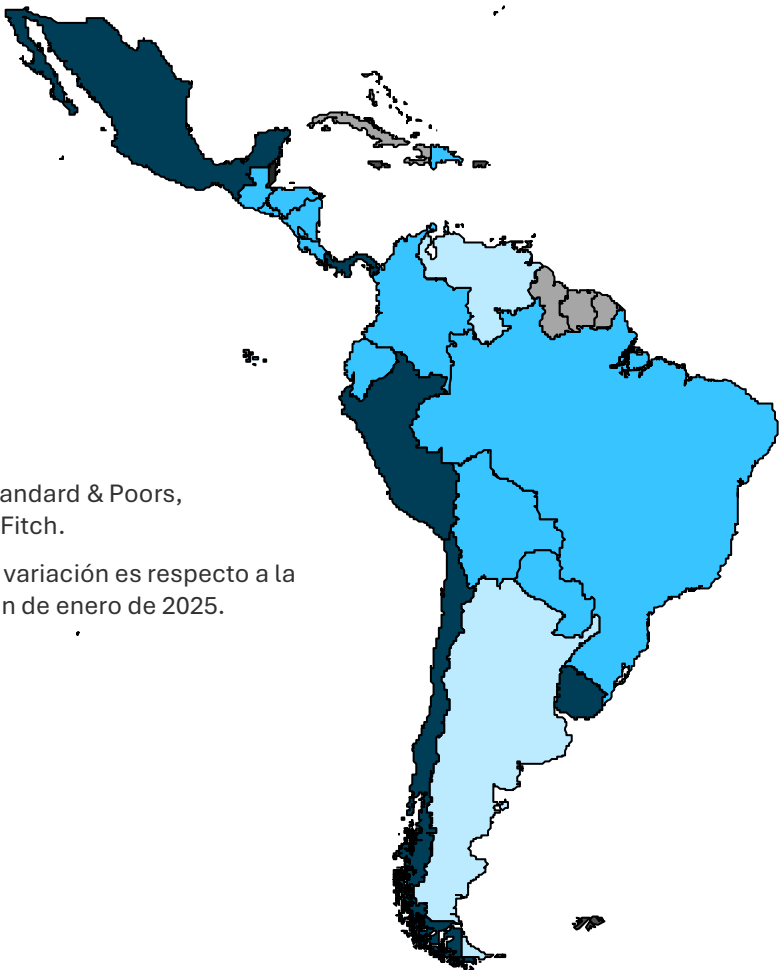 andard & Poors,
Fitch.
variación es respecto a la
n de enero de 2025.